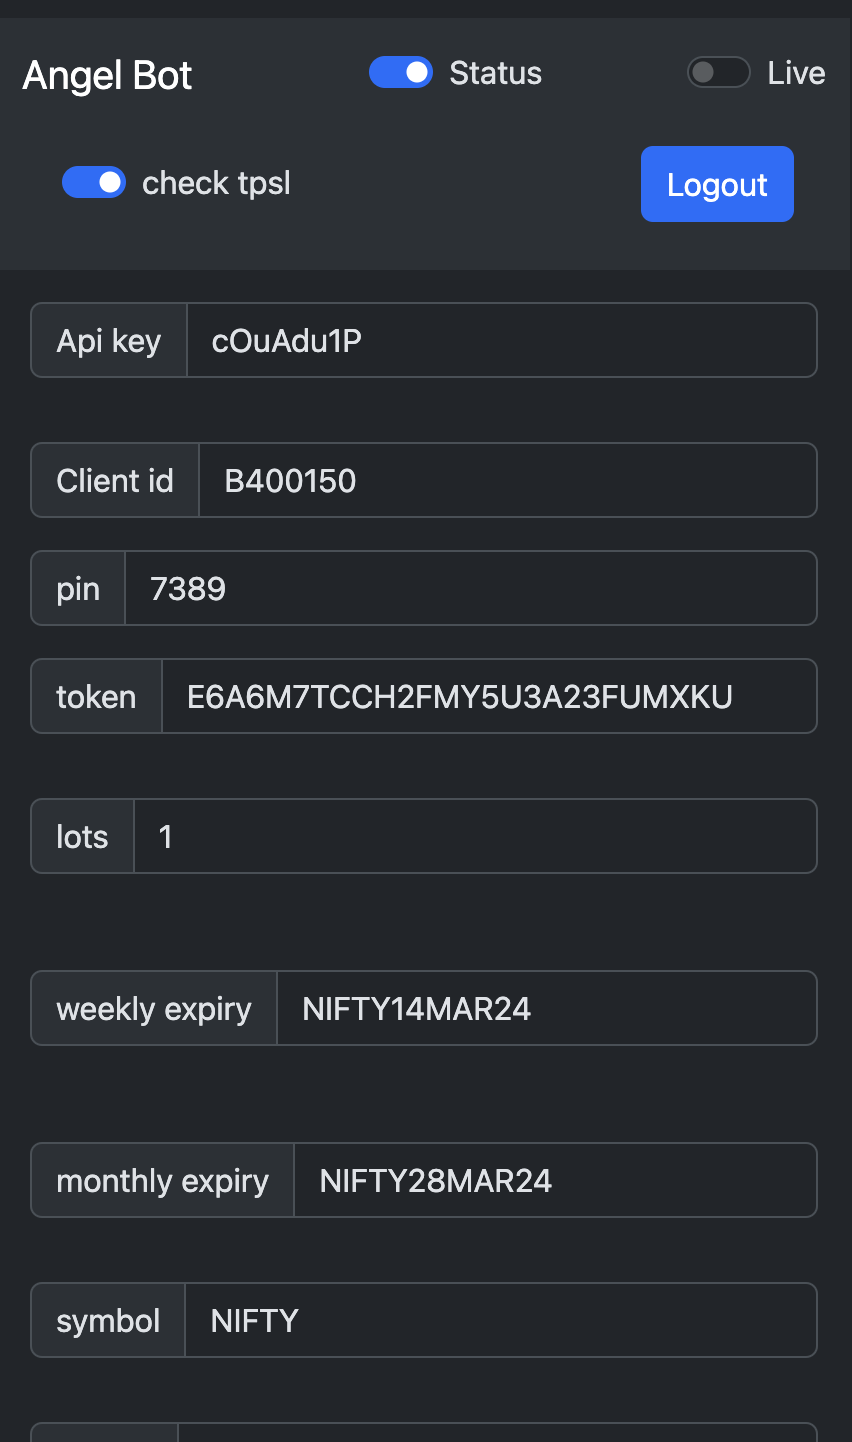 Angel Bot
Status
Live
check tpsl
Logout
Api key cOuAdu1P
Client id B400150
pin 7389
token E6A6M7TCCH2FMY5U3A23FUMXKU
lots 1
weekly expiry NIFTY14MAR24
monthly expiry NIFTY28MAR24
symbol NIFTY